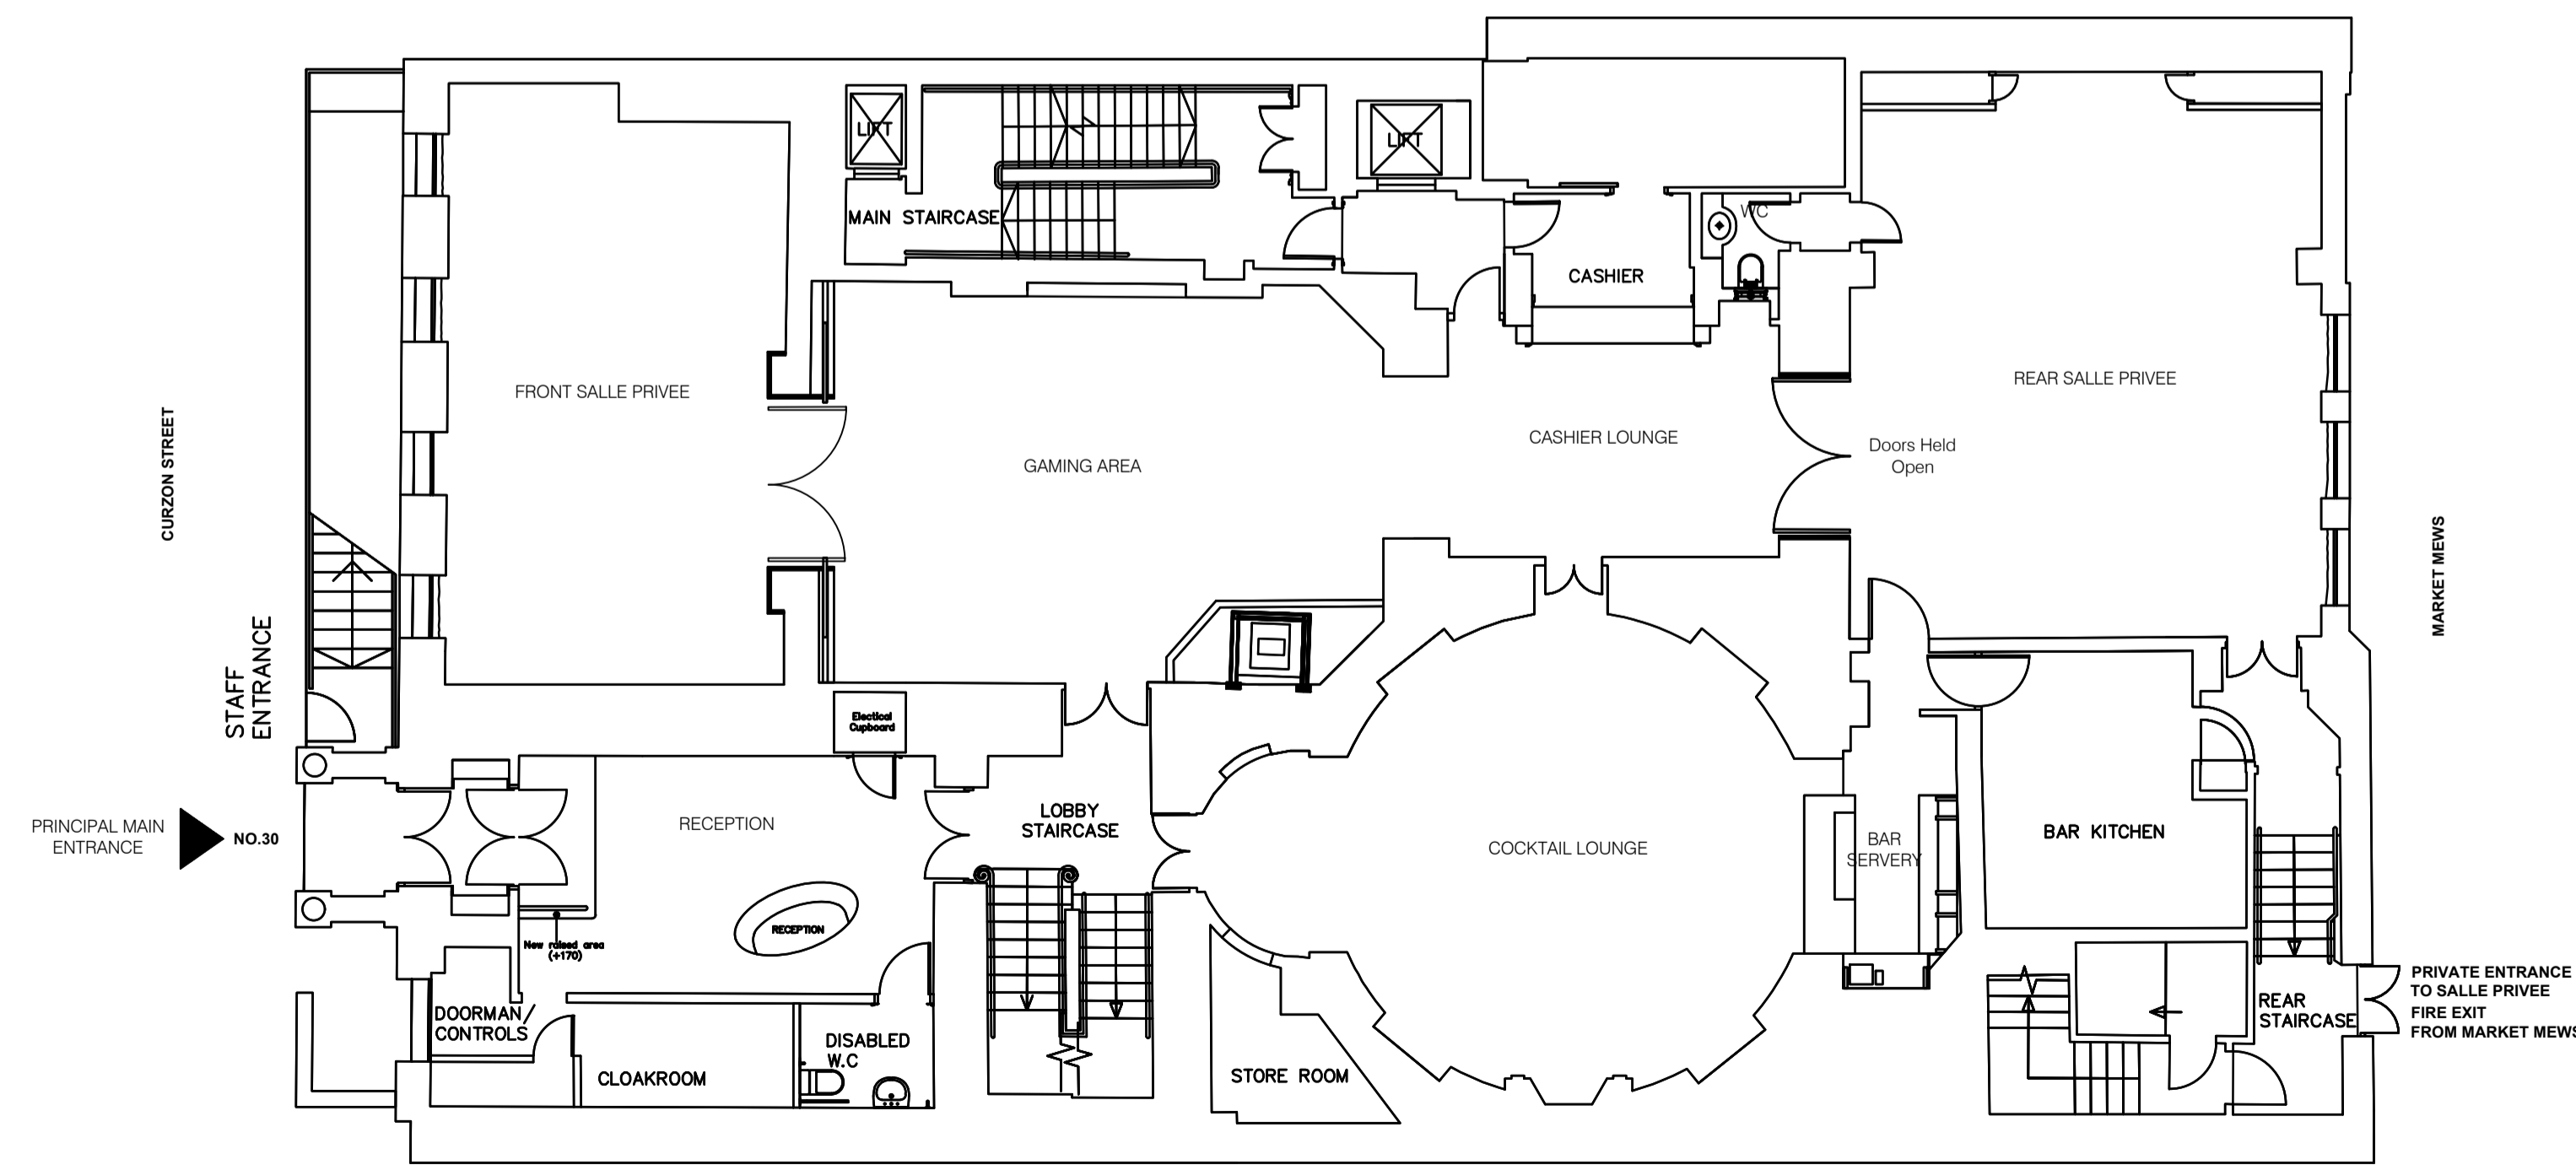 LIFT
LIFT
MAIN STAIRCASE
WC
CASHIER
FRONT SALLE PRIVEE
REAR SALLE PRIVEE
CURZON STREET
GAMING AREA
CASHIER LOUNGE
Doors Held
Open
MARKET MEWS
STAFF
ENTRANCE
Electical
Cupboard
PRINCIPAL MAIN
ENTRANCE
NO.30
RECEPTION
LOBBY
STAIRCASE
COCKTAIL LOUNGE
BAR
SERVERY
BAR KITCHEN
RECEPTION
New raised area
(+170)
DOORMAN/
CONTROLS
CLOAKROOM
DISABLED
W.C
STORE ROOM
REAR
STAIRCASE
PRIVATE ENTRANCE
TO SALLE PRIVEE
FIRE EXIT
FROM MARKET MEWS